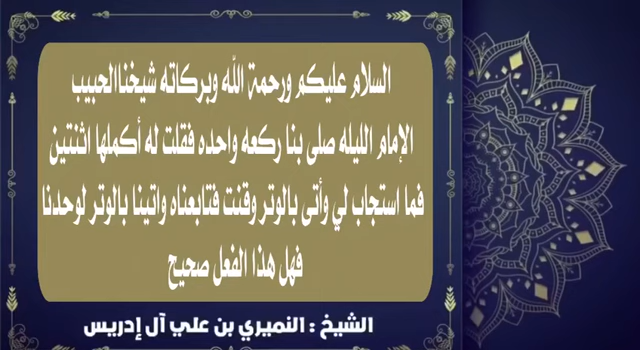 السلام عليكم ورحمة الله وبركاته شيخنا الحبيب
الإمام الليله صلى بنا ركعه واحده فقلت له أكملها اثنتين
فما استجاب لي وأتى بالوتر وقنت فتابعناه واتينا بالوتر لوحدنا
فهل هذا الفعل صحيح
الشيخ : النميري بن علي آل إدريس